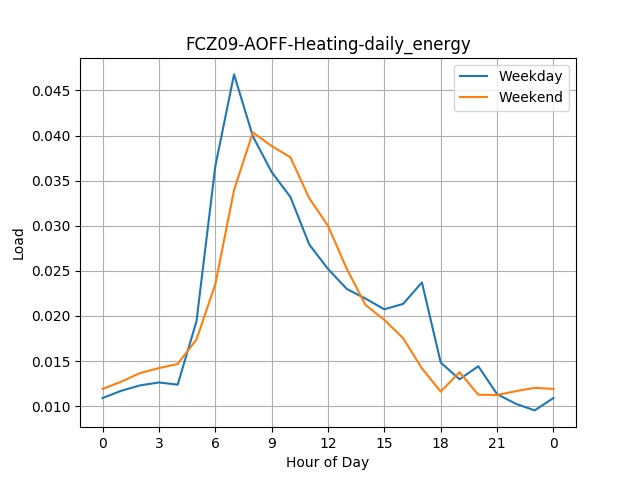 FCZ09-AOFF-Heating-daily_energy
Weekday
Weekend
0.045
0.040
0.035
0.030
0.025
0.020
0.015
0.010
Load
0 3 6 9 12 15 18 21 0
Hour of Day